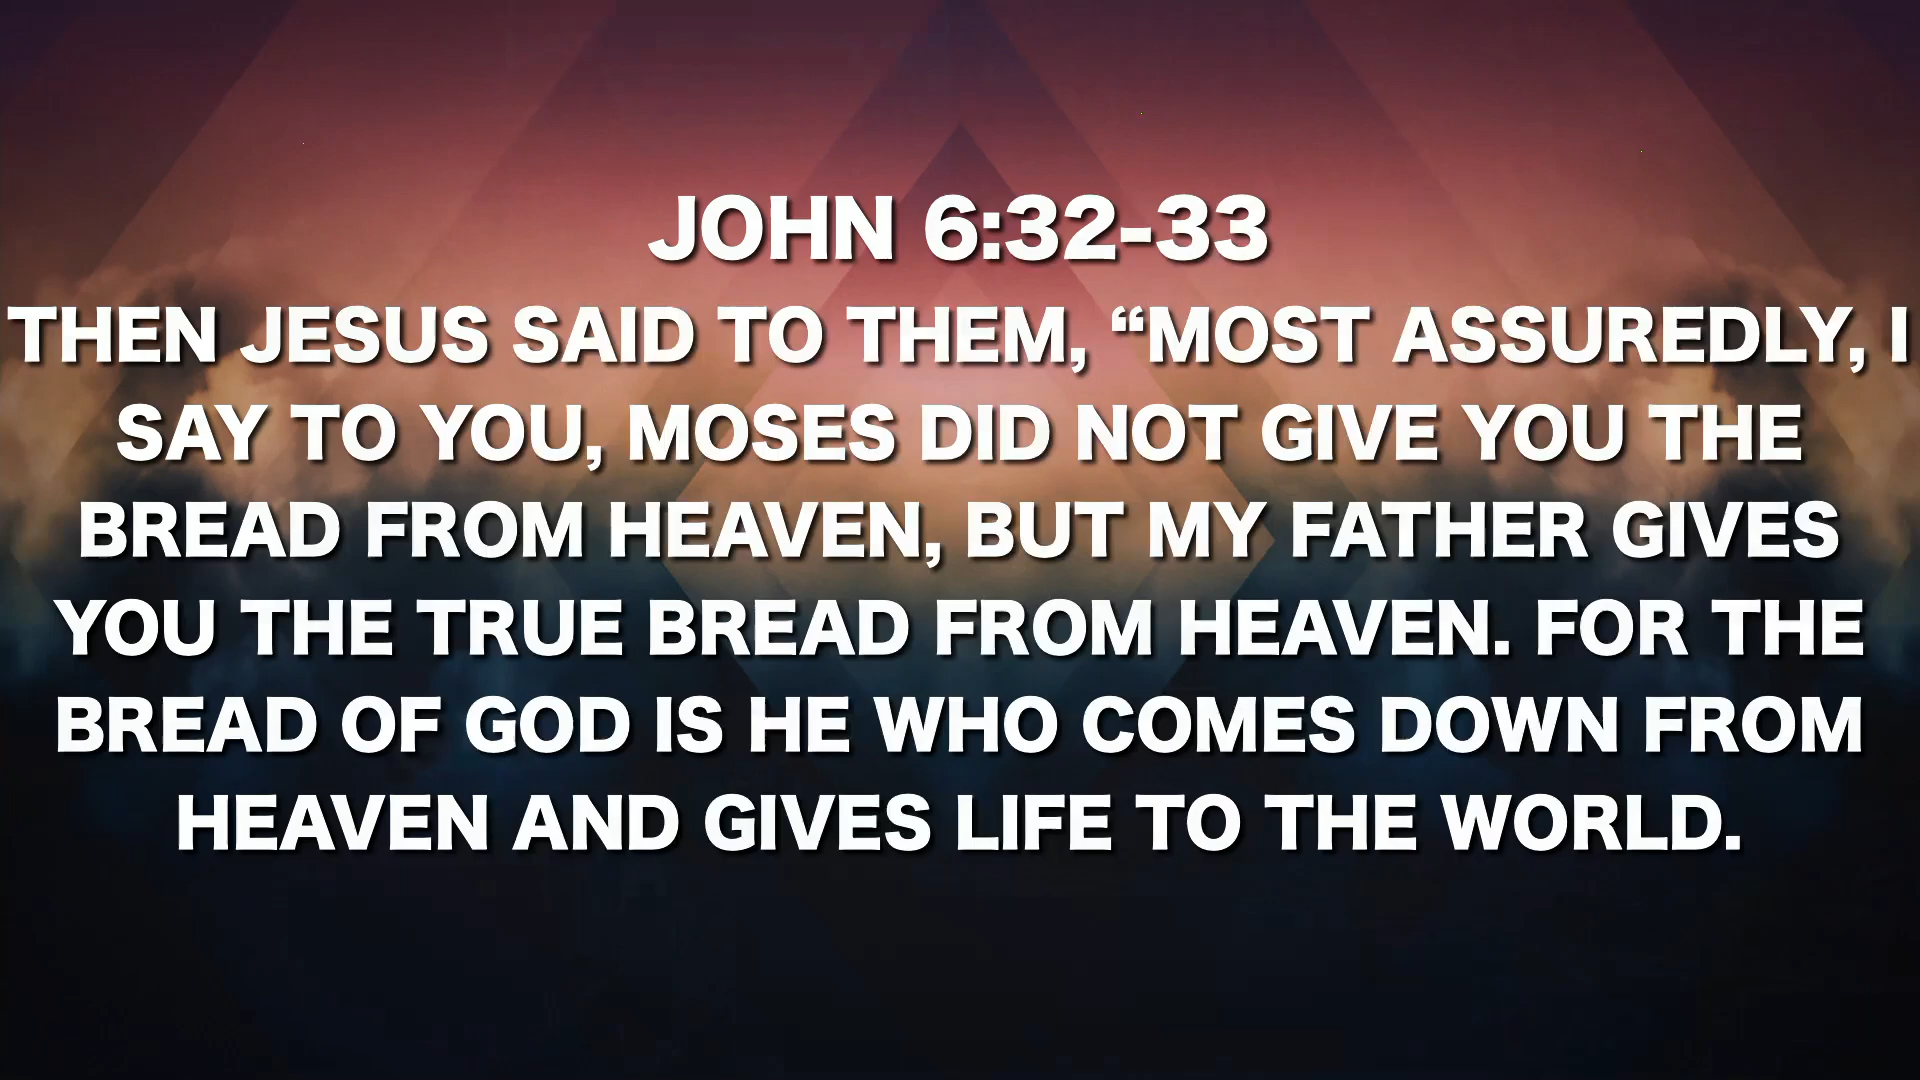 JOHN 6:32-33
THEN JESUS SAID TO THEM, “MOST ASSUREDLY, I
SAY TO YOU, MOSES DID NOT GIVE YOU THE
BREAD FROM HEAVEN, BUT MY FATHER GIVES
YOU THE TRUE BREAD FROM HEAVEN. FOR THE
BREAD OF GOD IS HE WHO COMES DOWN FROM
HEAVEN AND GIVES LIFE TO THE WORLD.